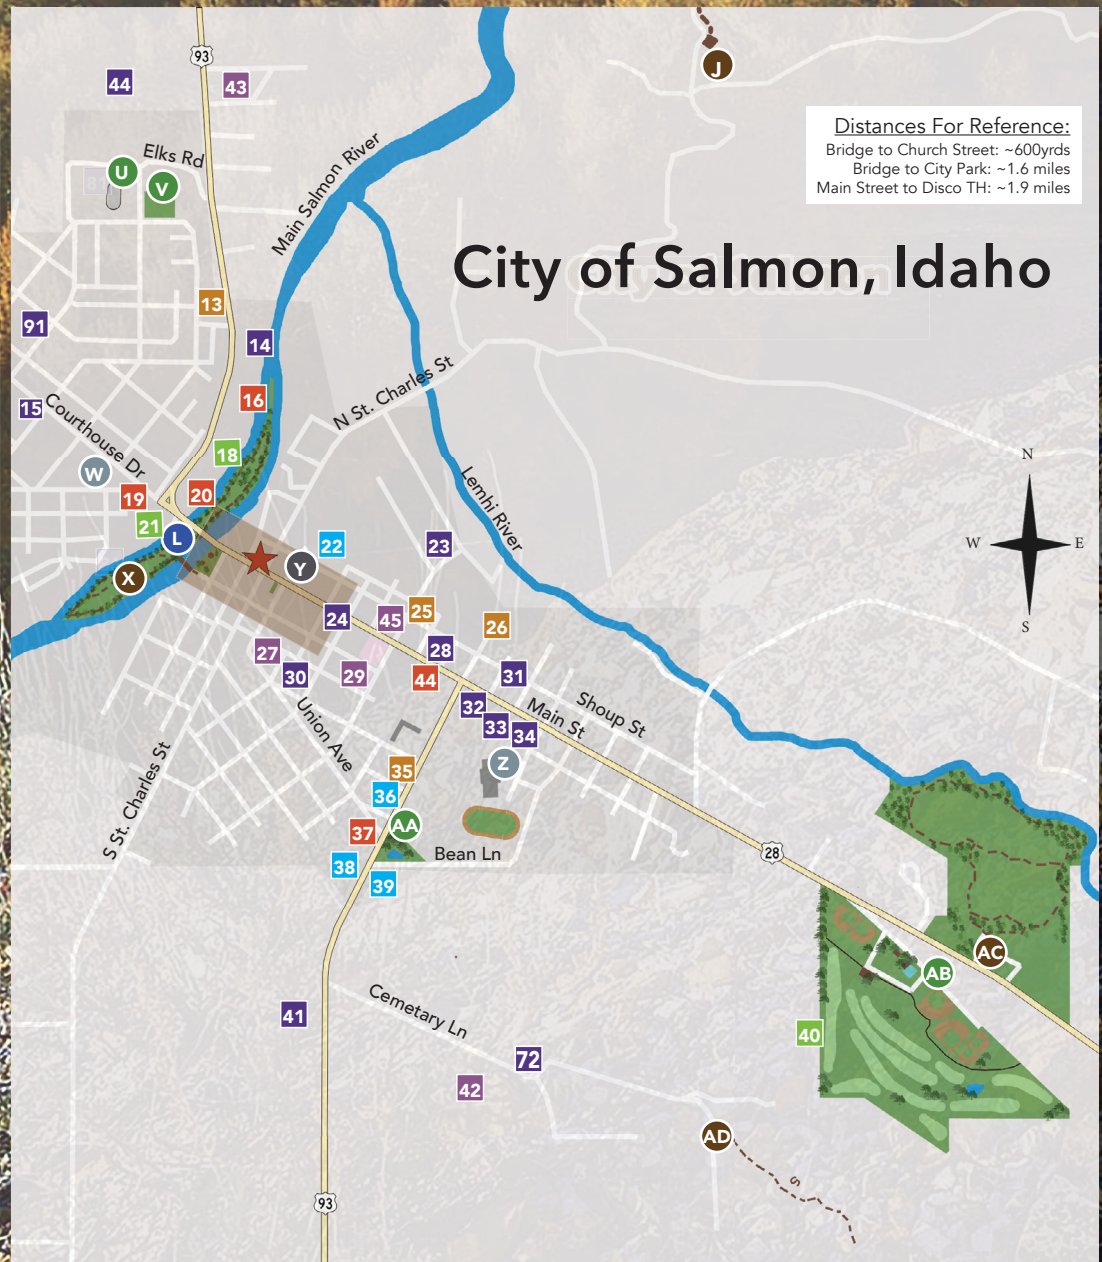 93
J
44
43
Distances For Reference:
Bridge to Church Street: ~600yrds
Bridge to City Park: ~1.6 miles
Main Street to Disco TH: ~1.9 miles
Elks Rd
U
V
Main Salmon River
City of Salmon, Idaho
13
91
14
16
N St. Charles St
15
Courthouse Dr
18
W
19
20
Lemhi River
21
L
22
23
Y
X
N
W
E
S
24
45
25
26
27
28
30
29
44
31
32
33
34
Main St
Shoup St
Union Ave
Z
35
36
S St. Charles St
37
AA
Bean Ln
38
39
28
AC
AB
41
Cemetary Ln
40
72
42
AD
S
93